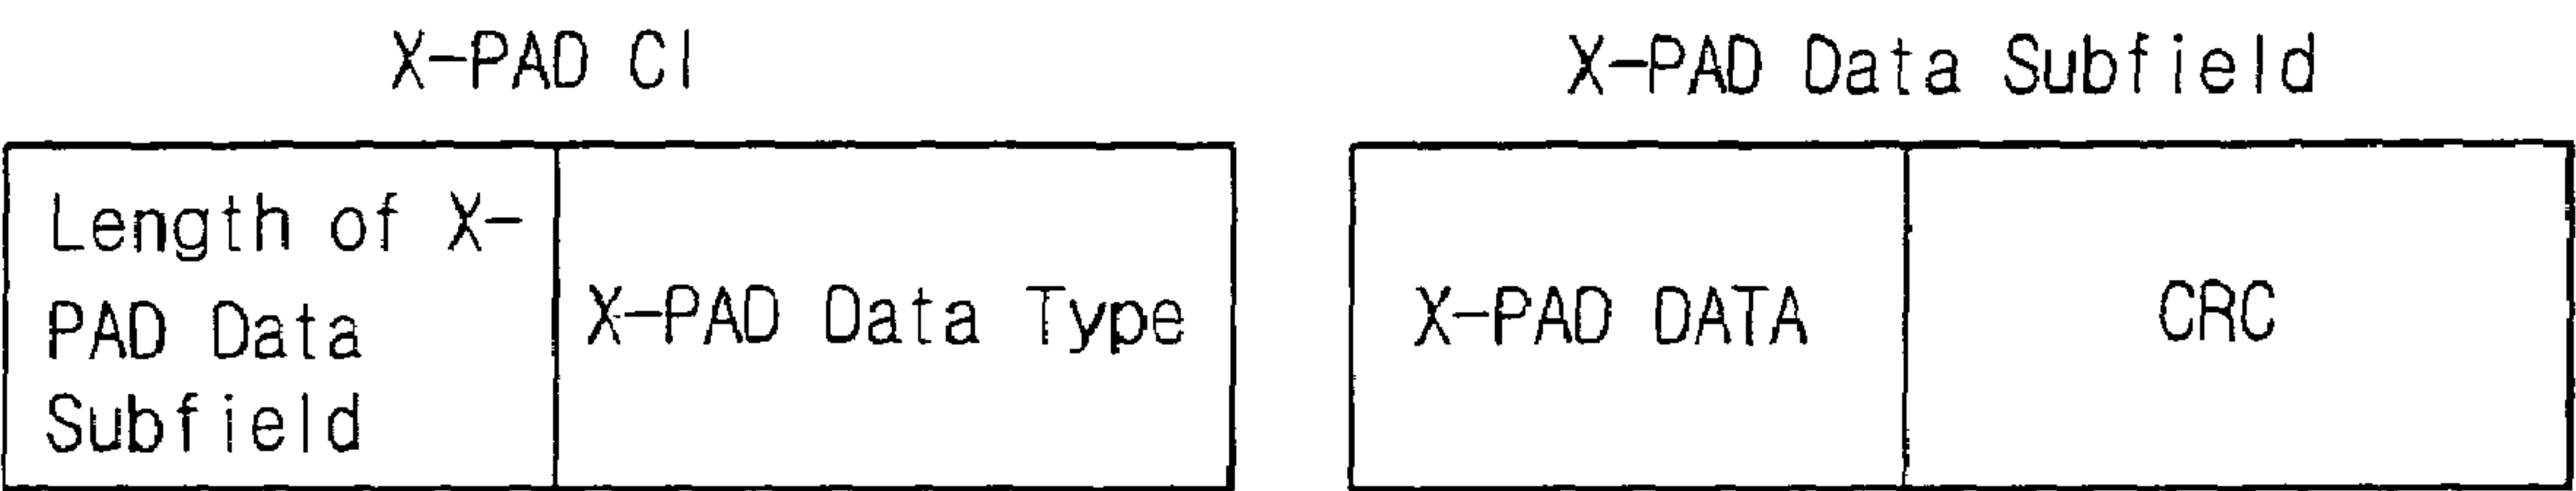 X-PAD CI
X-PAD Data Subfield
Length of X-
PAD Data
Subfield
X-PAD Data Type
X-PAD DATA
CRC